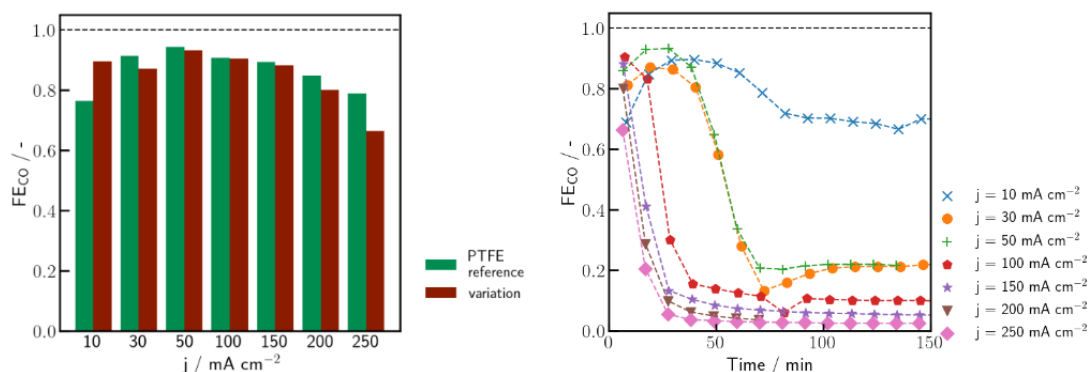 1.0
0.8
0.6
0.4
0.2
0.0
FE_CO / -
10 30 50 100 150 200 250
j / mA cm⁻²
PTFE
reference
variation
1.0
0.8
0.6
0.4
0.2
0.0
FE_CO / -
0 50 100 150
Time / min
j = 10 mA cm⁻²
j = 30 mA cm⁻²
j = 50 mA cm⁻²
j = 100 mA cm⁻²
j = 150 mA cm⁻²
j = 200 mA cm⁻²
j = 250 mA cm⁻²